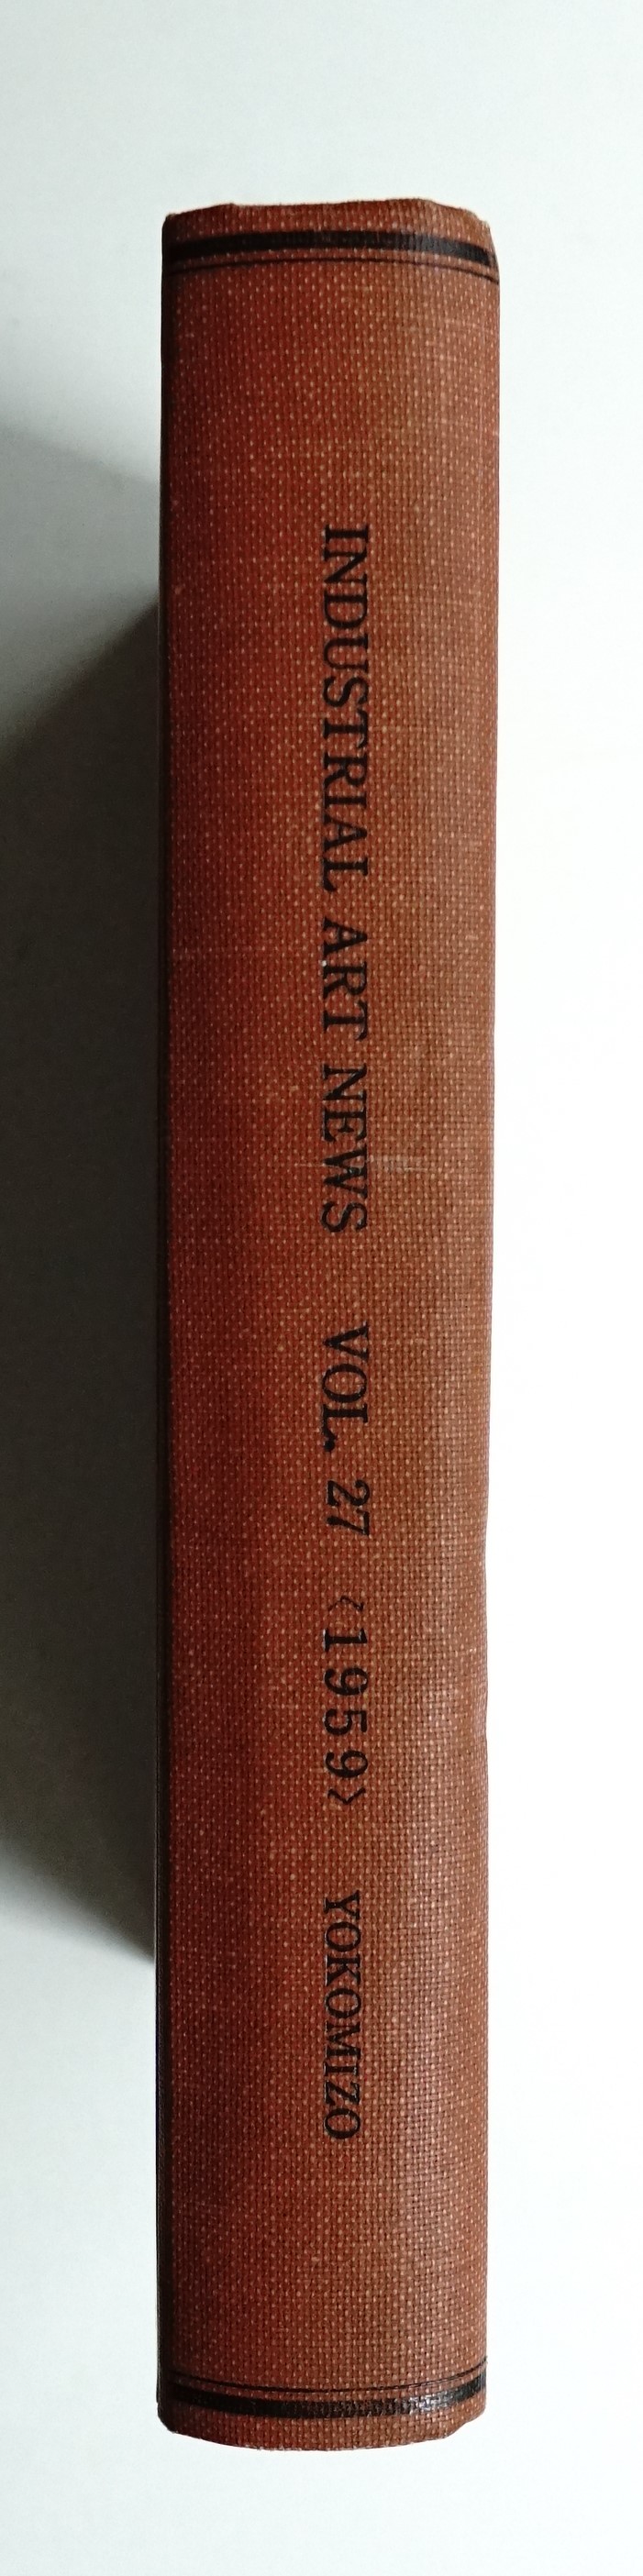 INDUSTRIAL ART NEWS VOL. 27 〈1959〉 YOKOMIZO